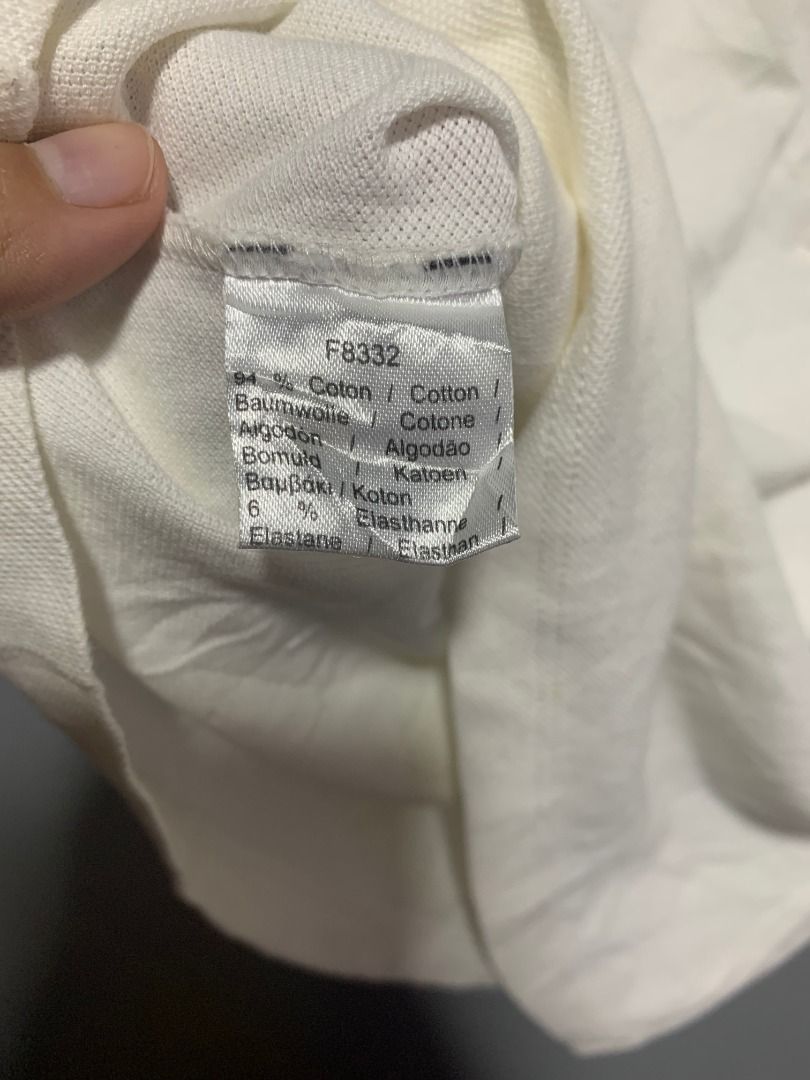 F8332
94 % Coton / Cotton /
Baumwolle / Cotone /
Algodón / Algodão /
Bomuld / Katoen /
Βαμβάκι / Koton
6 % Elasthanne /
Elastane / Elasthan /